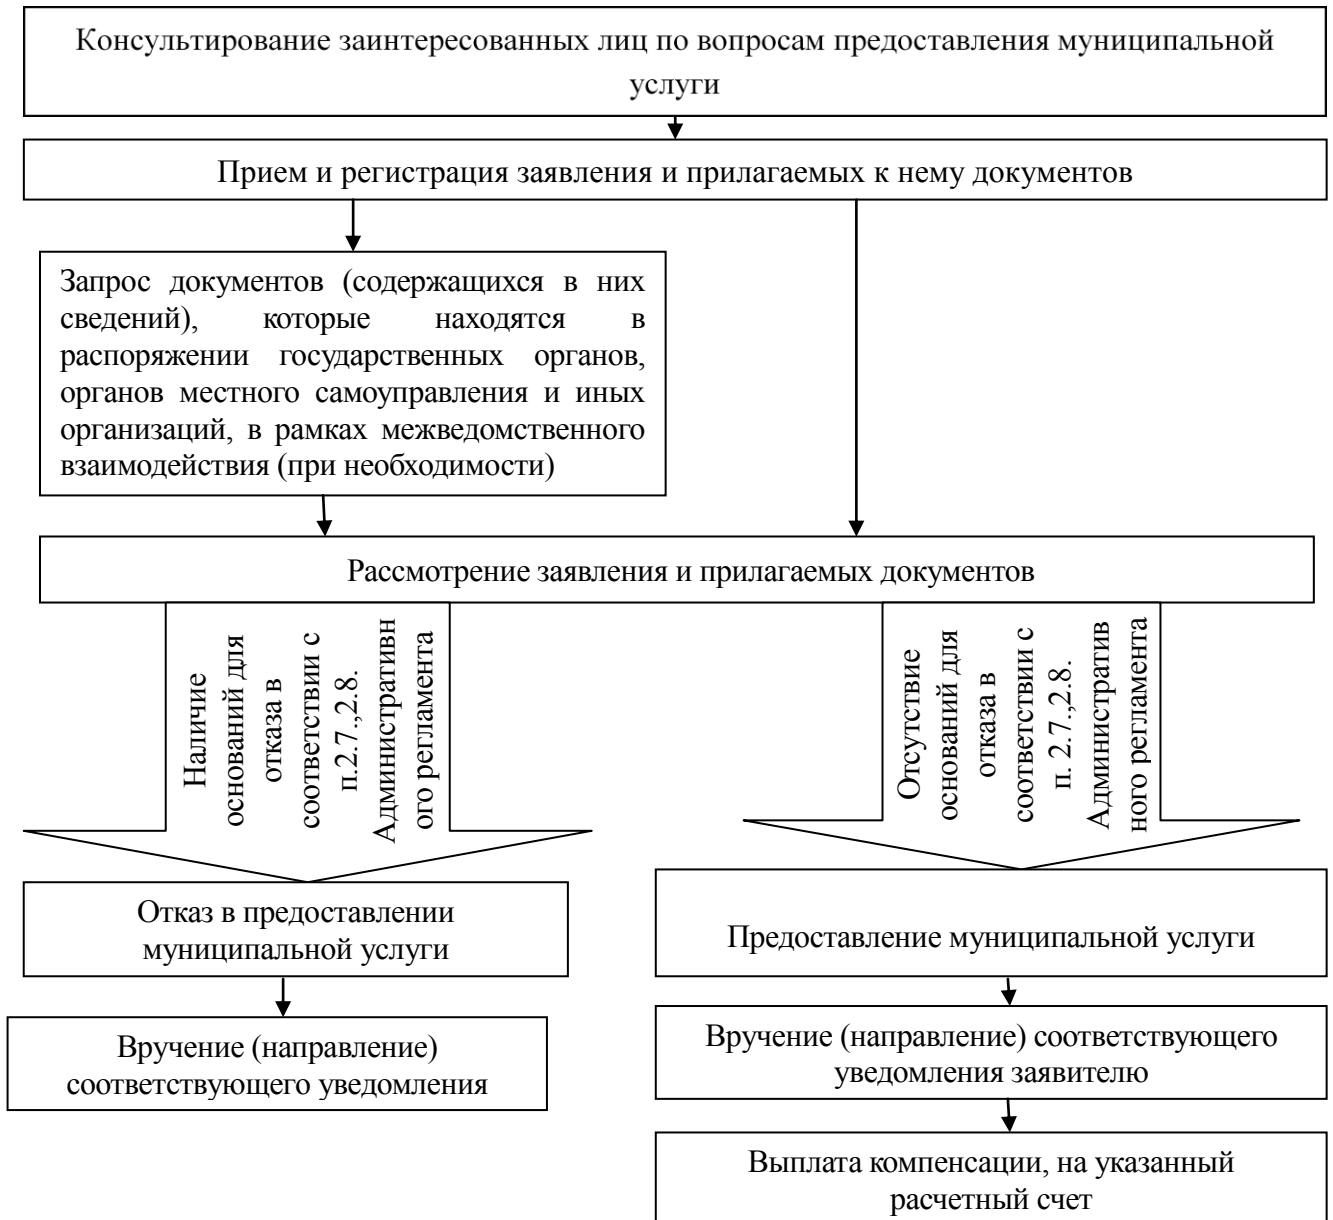 Консультирование заинтересованных лиц по вопросам предоставления муниципальной
услуги
Прием и регистрация заявления и прилагаемых к нему документов
Запрос документов (содержащихся в них
сведений), которые находятся в
распоряжении государственных органов,
органов местного самоуправления и иных
организаций, в рамках межведомственного
взаимодействия (при необходимости)
Рассмотрение заявления и прилагаемых документов
Наличие
оснований для
отказа в
соответствии с
п.2.7.,2.8.
Административн
ого регламента
Отсутствие
оснований для
отказа в
соответствии с
п. 2.7.,2.8.
Административ
ного регламента
Отказ в предоставлении
муниципальной услуги
Предоставление муниципальной услуги
Вручение (направление)
соответствующего уведомления
Вручение (направление) соответствующего
уведомления заявителю
Выплата компенсации, на указанный
расчетный счет